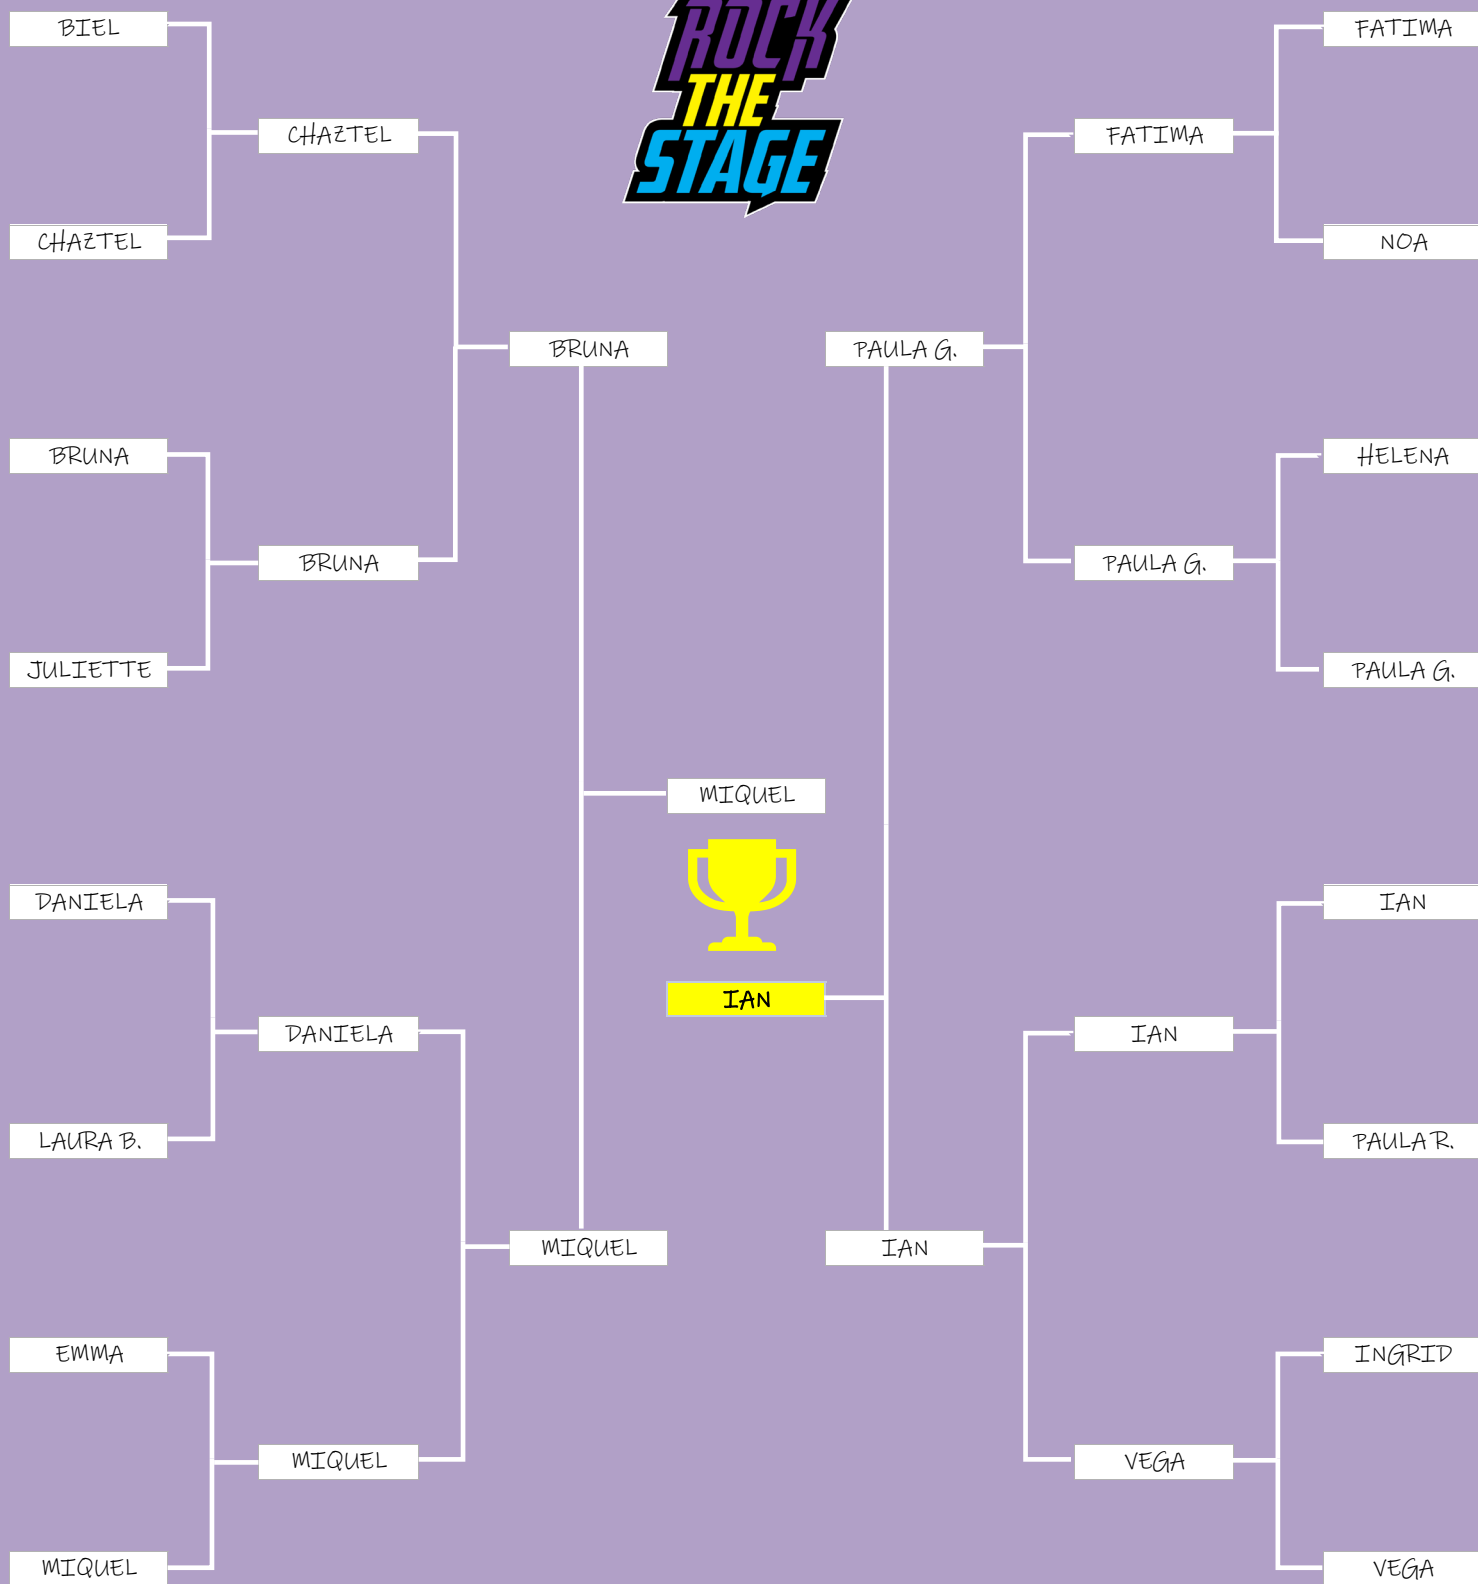 ROCK
THE
STAGE
BIEL
FATIMA
CHAZTEL
FATIMA
CHAZTEL
NOA
BRUNA
PAULA G.
BRUNA
HELENA
BRUNA
PAULA G.
JULIETTE
PAULA G.
MIQUEL
DANIELA
IAN
IAN
DANIELA
IAN
LAURA B.
PAULA R.
MIQUEL
IAN
EMMA
INGRID
MIQUEL
VEGA
MIQUEL
VEGA